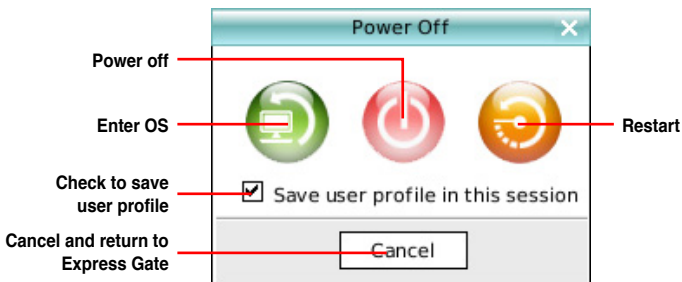 Power Off
Power off
Enter OS
Restart
Check to save
user profile
Save user profile in this session
Cancel and return to
Express Gate
Cancel